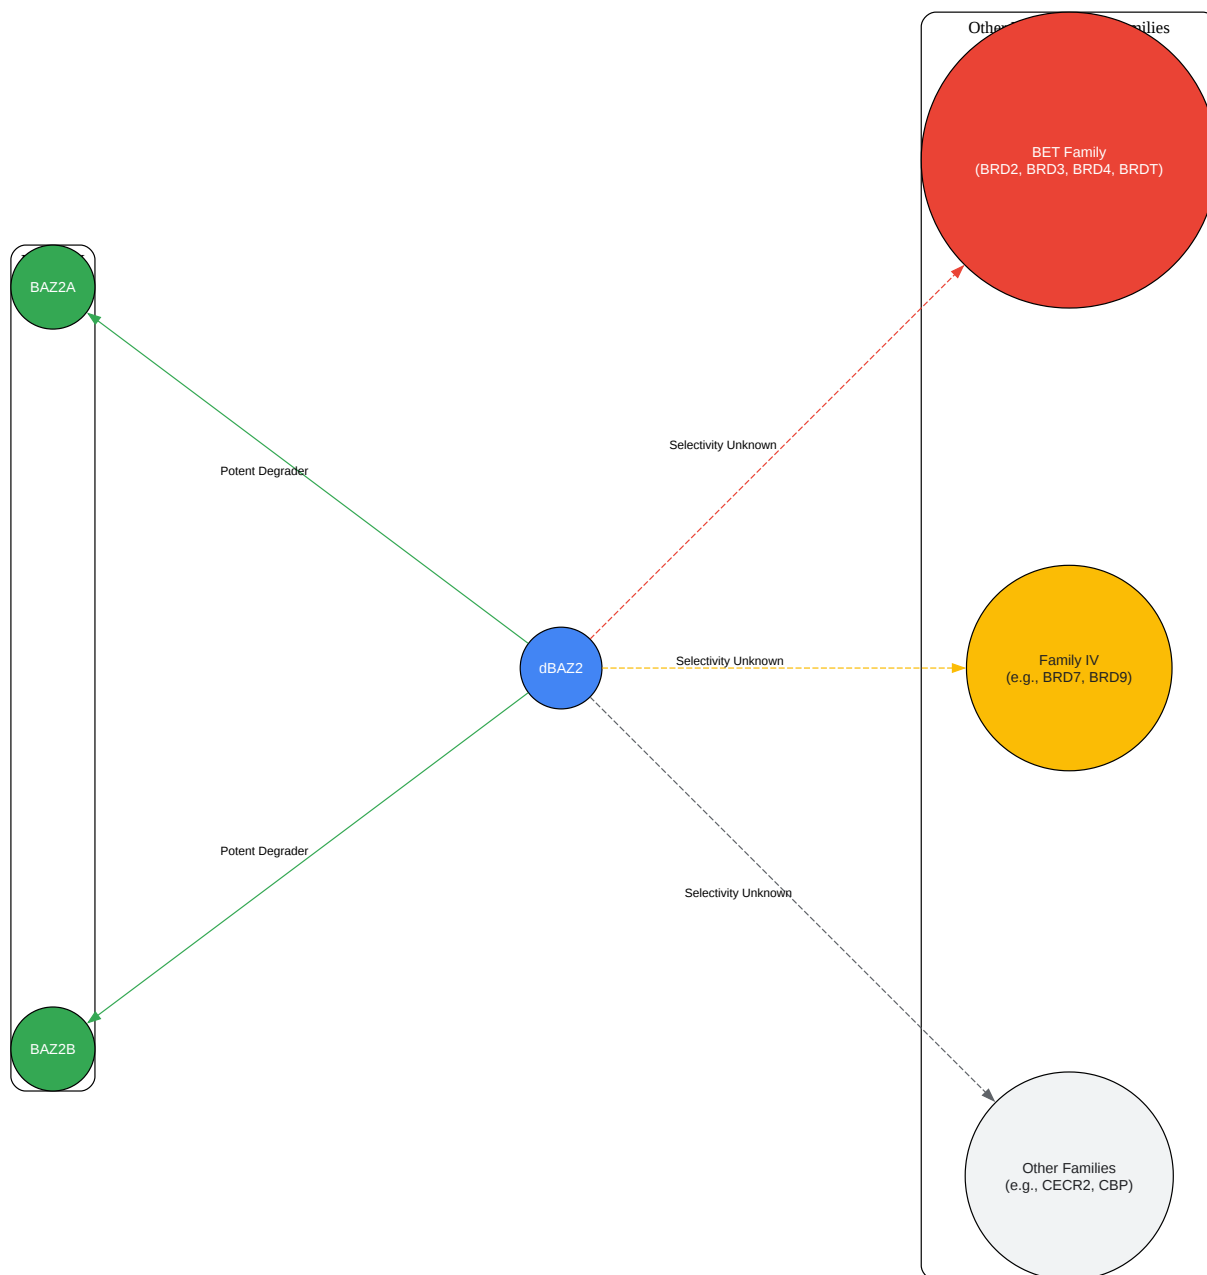 Other
milies
BET Family
(BRD2, BRD3, BRD4, BRDT)
BAZ2A
Potent Degrader
Selectivity Unknown
dBAZ2
Selectivity Unknown
Family IV
(e.g., BRD7, BRD9)
Potent Degrader
Selectivity Unknown
BAZ2B
Other Families
(e.g., CECR2, CBP)